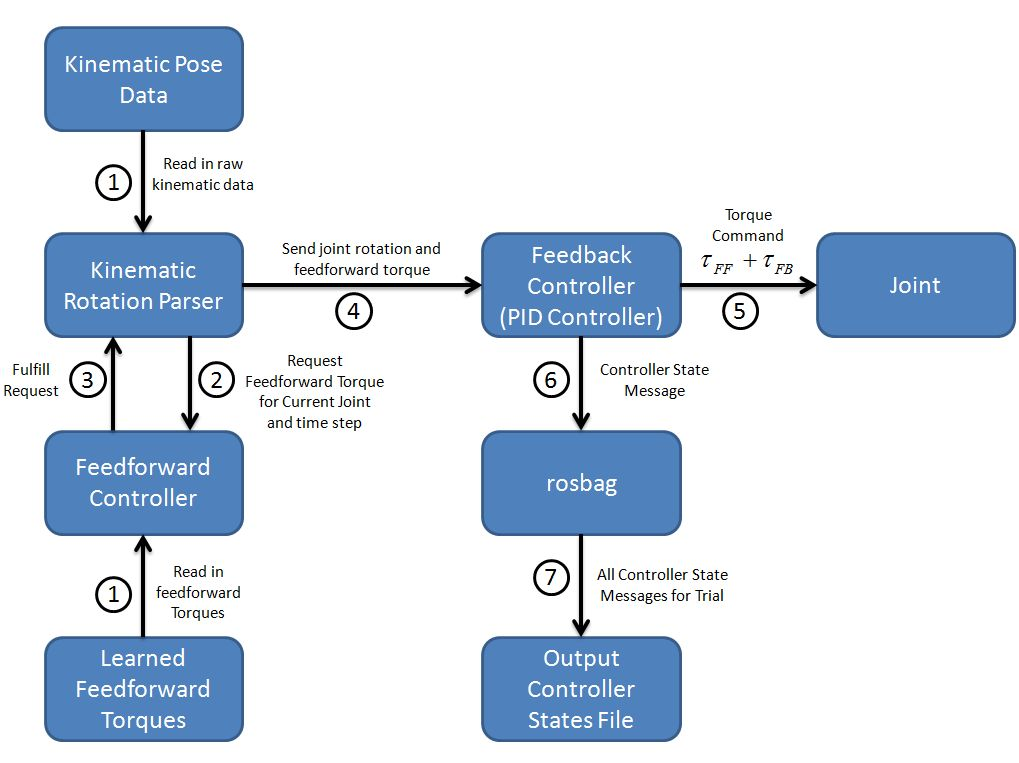 Kinematic Pose
Data
1
Read in raw
kinematic data
Kinematic
Rotation Parser
Send joint rotation and
feedforward torque
4
Feedback
Controller
(PID Controller)
Torque
Command
τ_FF + τ_FB
5
Joint
Fulfill
Request
3
2
Request
Feedforward Torque
for Current Joint
and time step
6
Controller State
Message
Feedforward
Controller
rosbag
1
Read in
feedforward
Torques
7
All Controller State
Messages for Trial
Learned
Feedforward
Torques
Output
Controller
States File